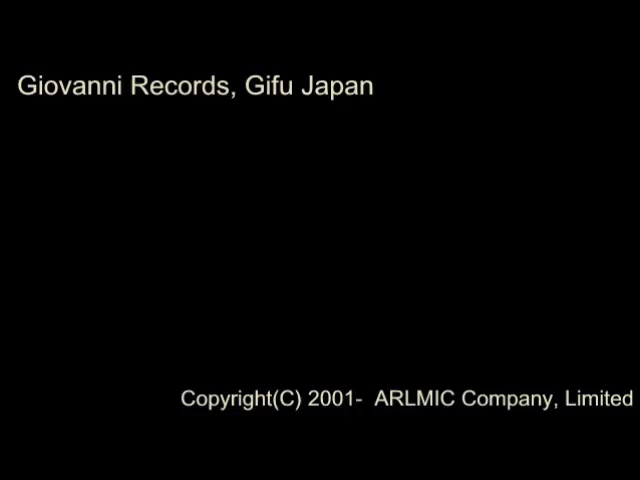 Giovanni Records, Gifu Japan
Copyright(C) 2001-  ARLMIC Company, Limited